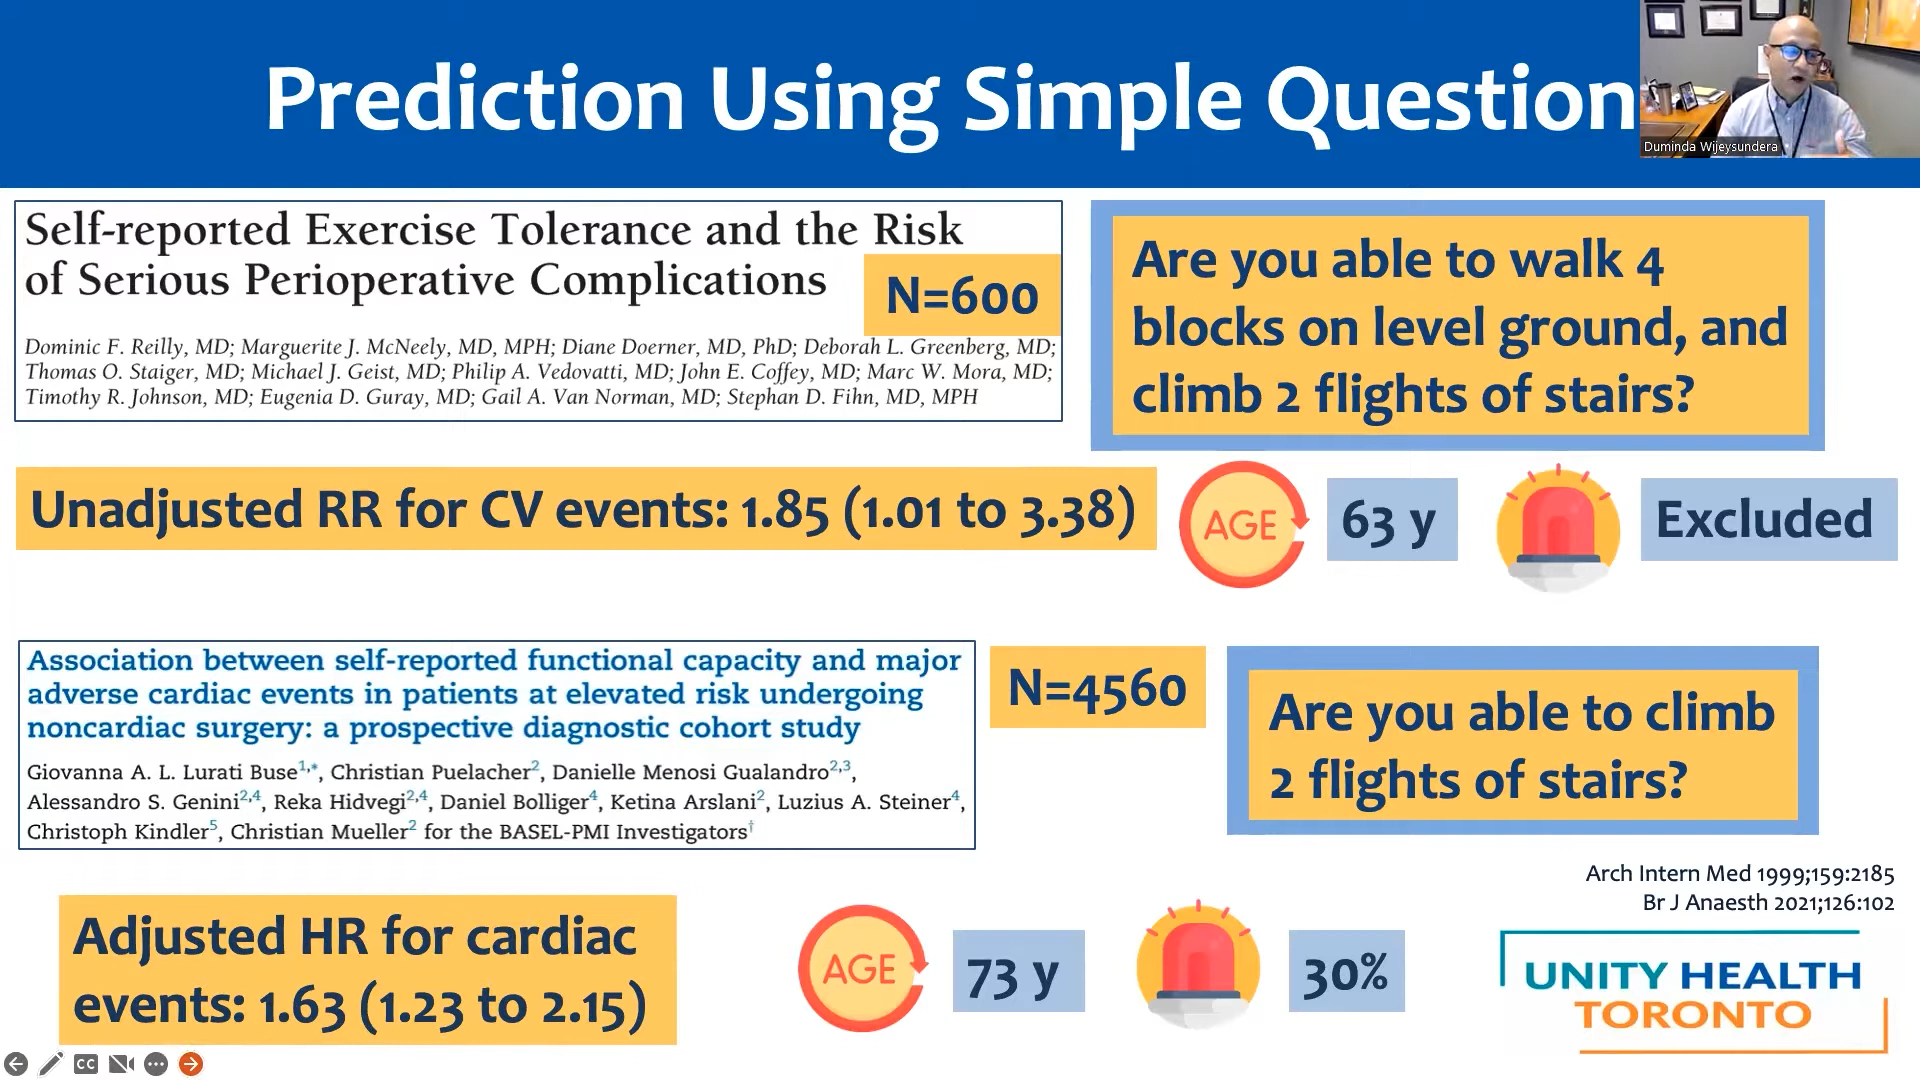 Prediction Using Simple Question
Duminda Wijeysundera
Self-reported Exercise Tolerance and the Risk
of Serious Perioperative Complications
N=600
Dominic F. Reilly, MD; Marguerite J. McNeely, MD, MPH; Diane Doerner, MD, PhD; Deborah L. Greenberg, MD;
Thomas O. Staiger, MD; Michael J. Geist, MD; Philip A. Vedovatti, MD; John E. Coffey, MD; Marc W. Mora, MD;
Timothy R. Johnson, MD; Eugenia D. Guray, MD; Gail A. Van Norman, MD; Stephan D. Fihn, MD, MPH
Are you able to walk 4
blocks on level ground, and
climb 2 flights of stairs?
Unadjusted RR for CV events: 1.85 (1.01 to 3.38)
AGE
63 y
Excluded
Association between self-reported functional capacity and major
adverse cardiac events in patients at elevated risk undergoing
noncardiac surgery: a prospective diagnostic cohort study
Giovanna A. L. Lurati Buse1,*, Christian Puelacher2, Danielle Menosi Gualandro2,3,
Alessandro S. Genini2,4, Reka Hidvegi2,4, Daniel Bolliger4, Ketina Arslani2, Luzius A. Steiner4,
Christoph Kindler5, Christian Mueller2 for the BASEL-PMI Investigators†
N=4560
Are you able to climb
2 flights of stairs?
Arch Intern Med 1999;159:2185
Br J Anaesth 2021;126:102
Adjusted HR for cardiac
events: 1.63 (1.23 to 2.15)
AGE
73 y
30%
UNITY HEALTH
TORONTO
CC